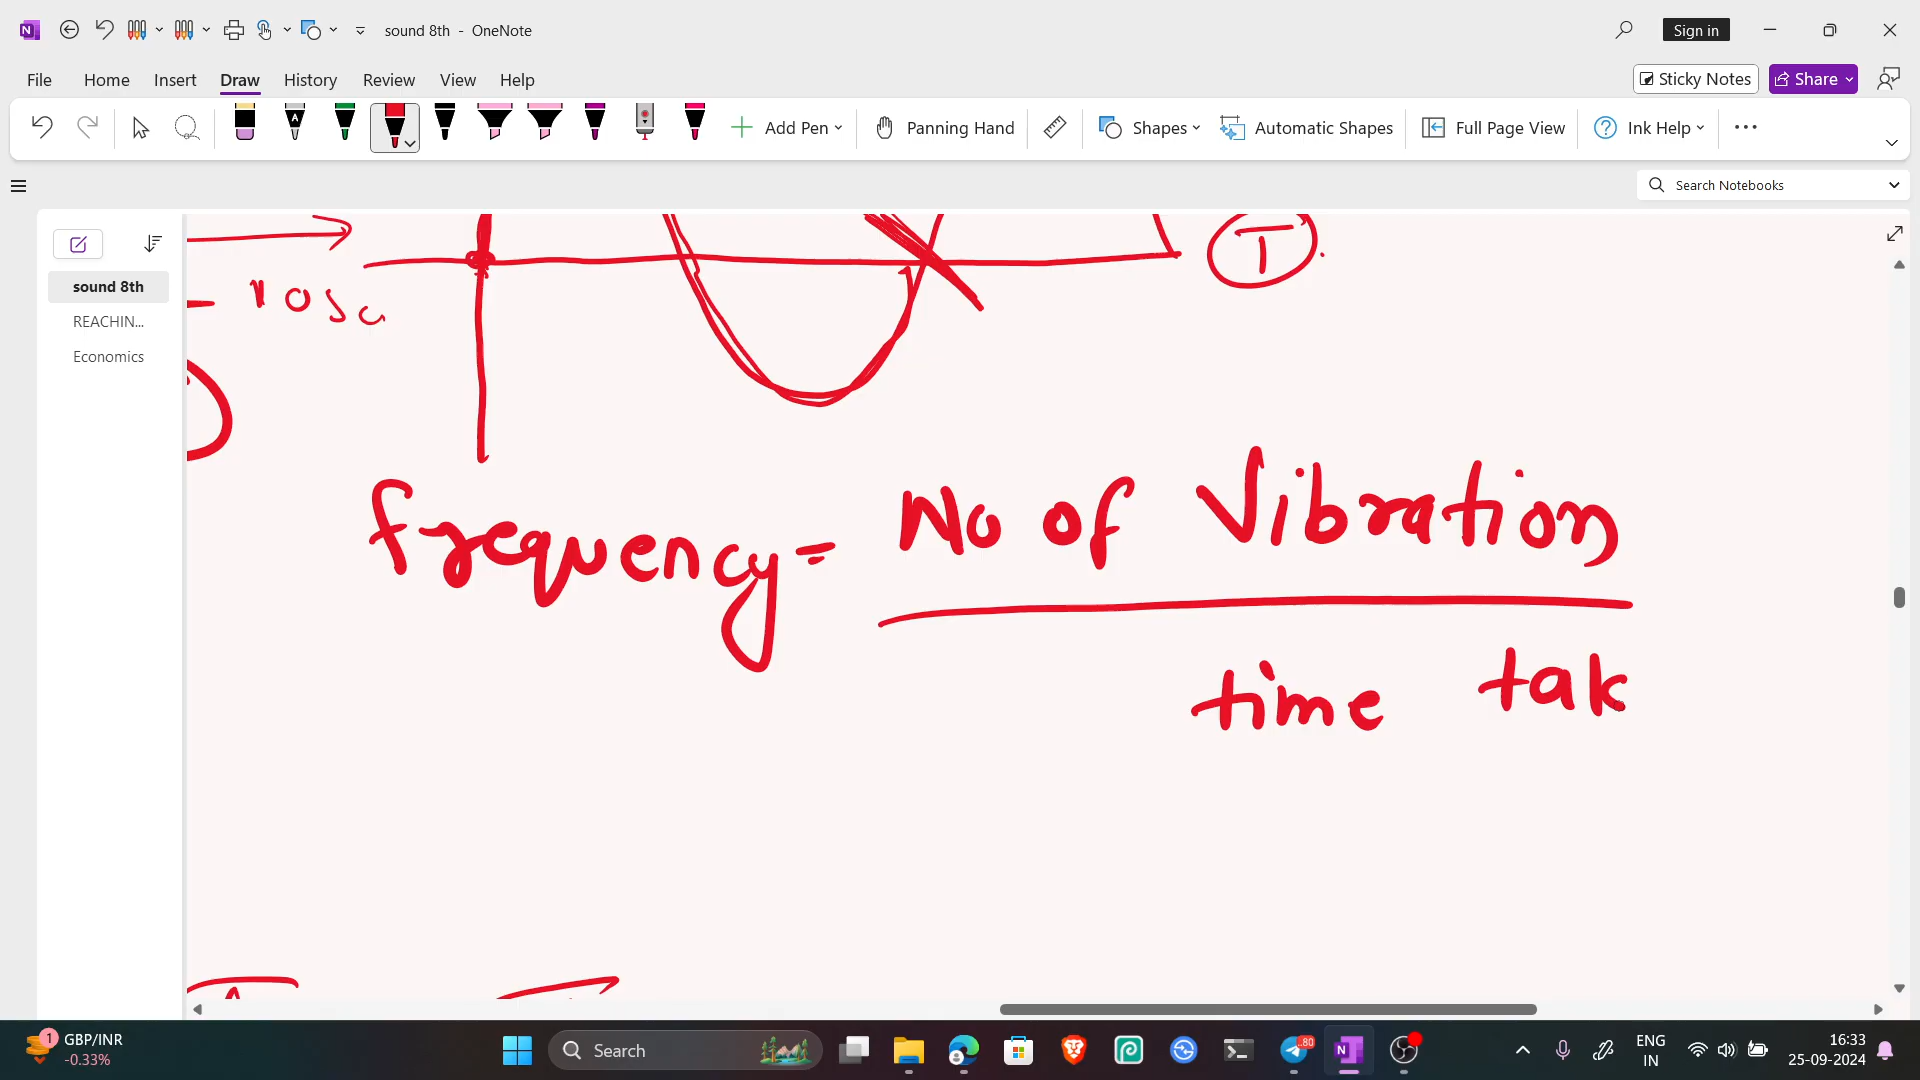 sound 8th - OneNote
Sign in
File Home Insert Draw History Review View Help
Sticky Notes Share
A Add Pen Panning Hand Shapes Automatic Shapes Full Page View Ink Help
Search Notebooks
sound 8th
REACHIN...
Economics
T
frequency = No of Vibration
time tak
1 GBP/INR
-0.33%
Search
80
ENG
IN
16:33
25-09-2024